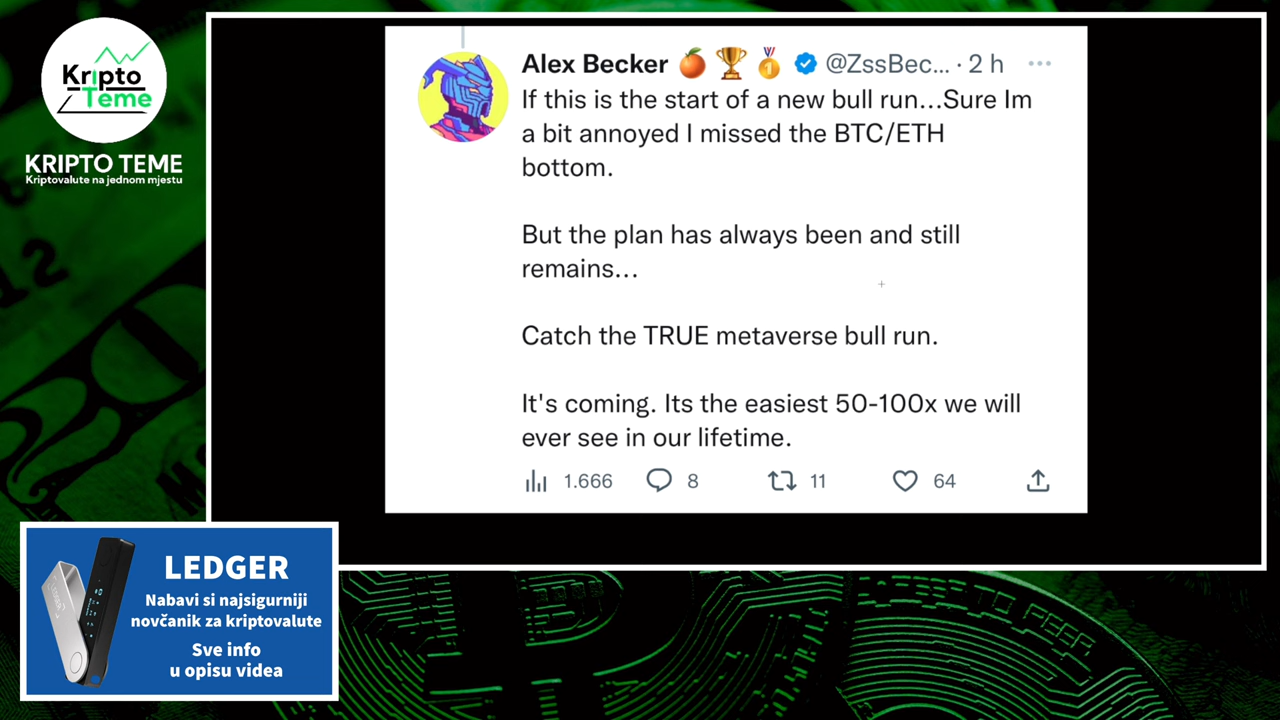 Kripto
Teme
KRIPTO TEME
Kriptovalute na jednom mjestu
Alex Becker 🍊 🏆 🥇 @ZssBec... · 2 h
If this is the start of a new bull run...Sure Im
a bit annoyed I missed the BTC/ETH
bottom.
But the plan has always been and still
remains...
Catch the TRUE metaverse bull run.
It's coming. Its the easiest 50-100x we will
ever see in our lifetime.
1.666 8 11 64
LEDGER
Nabavi si najsigurniji
novčanik za kriptovalute
Sve info
u opisu videa